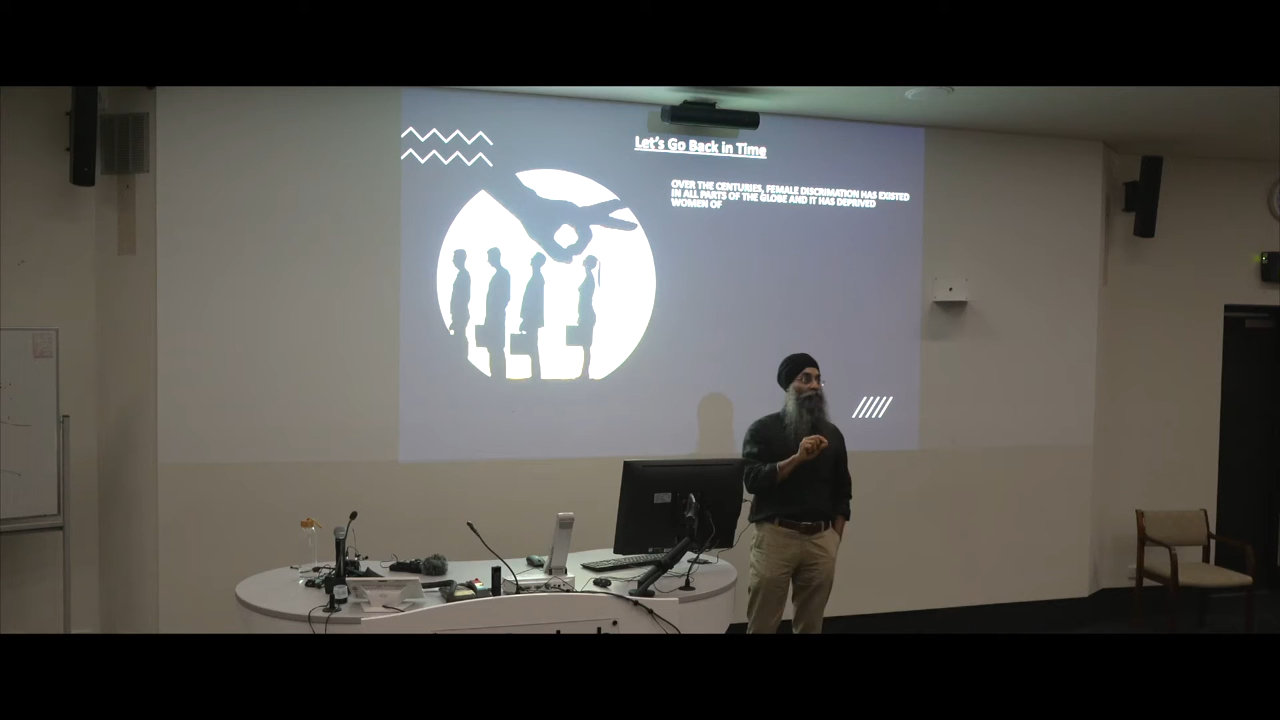 Let's Go Back in Time
OVER THE CENTURIES, FEMALE DISCRIMATION HAS EXISTED
IN ALL PARTS OF THE GLOBE AND IT HAS DEPRIVED
WOMEN OF